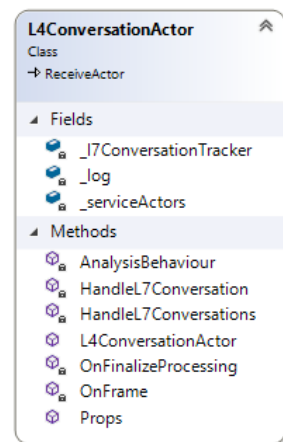 L4ConversationActor
Class
ReceiveActor
Fields
_l7ConversationTracker
_log
_serviceActors
Methods
AnalysisBehaviour
HandleL7Conversation
HandleL7Conversations
L4ConversationActor
OnFinalizeProcessing
OnFrame
Props